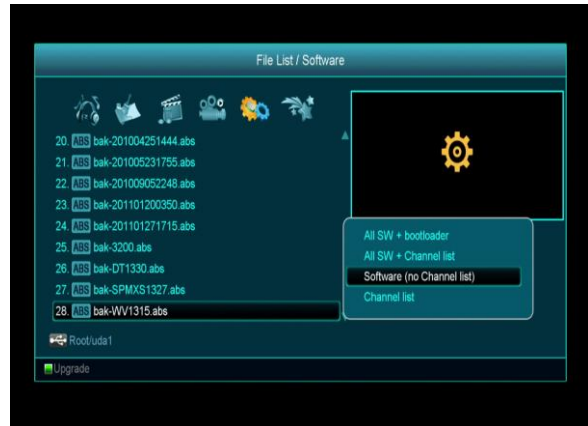 File List / Software
20. ABS bak-201004251444.abs
21. ABS bak-201005231755.abs
22. ABS bak-201009052248.abs
23. ABS bak-201101200350.abs
24. ABS bak-201101271715.abs
25. ABS bak-3200.abs
26. ABS bak-DT1330.abs
27. ABS bak-SPMXS1327.abs
28. ABS bak-WV1315.abs
All SW + bootloader
All SW + Channel list
Software (no Channel list)
Channel list
Root/uda1
Upgrade